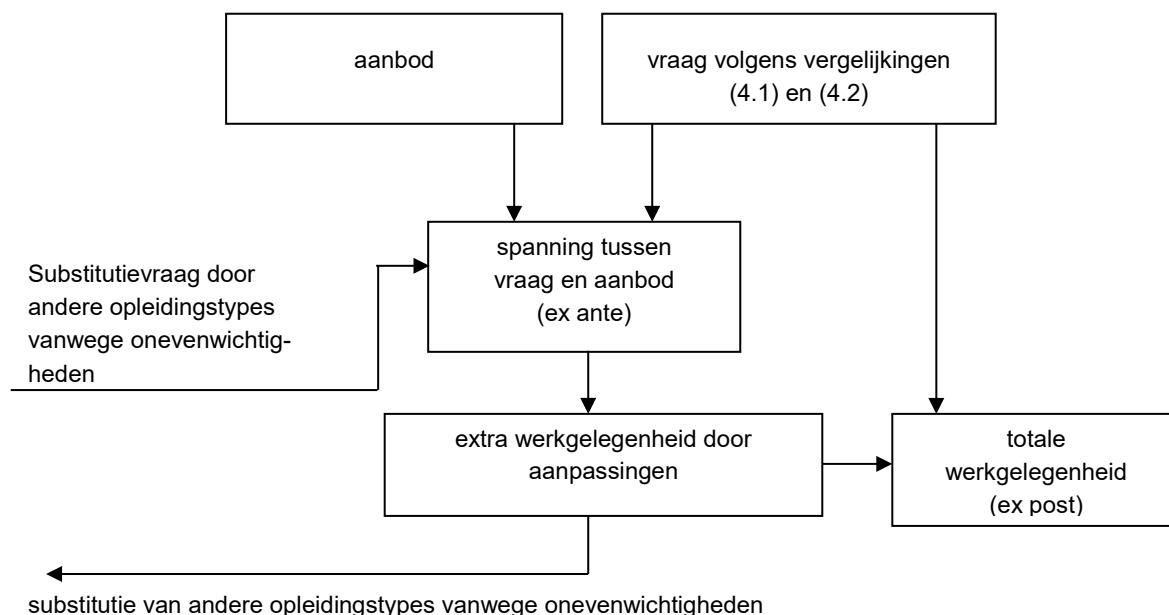 aanbod
vraag volgens vergelijkingen
(4.1) en (4.2)
spanning tussen
vraag en aanbod
(ex ante)
Substitutievraag door
andere opleidingstypes
vanwege onevenwichtig-
heden
extra werkgelegenheid door
aanpassingen
totale
werkgelegenheid
(ex post)
substitutie van andere opleidingstypes vanwege onevenwichtigheden